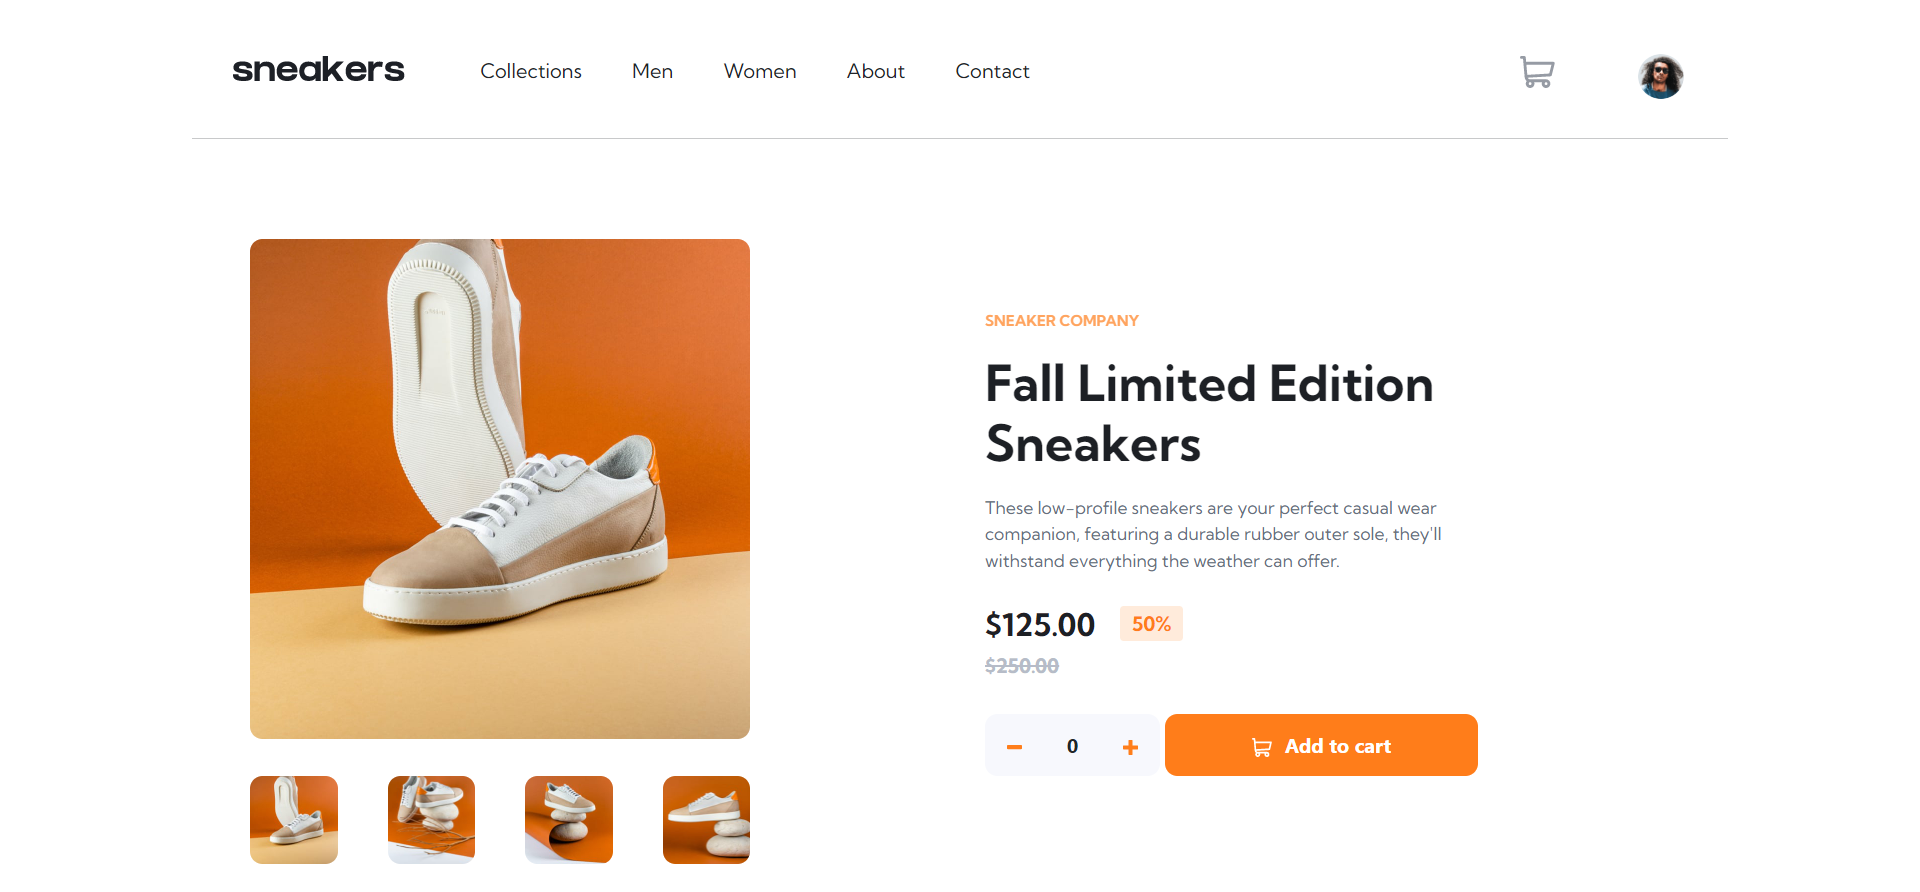 sneakers Collections Men Women About Contact
SNEAKER COMPANY
Fall Limited Edition
Sneakers
These low-profile sneakers are your perfect casual wear
companion, featuring a durable rubber outer sole, they'll
withstand everything the weather can offer.
$125.00 50%
$250.00
0 Add to cart